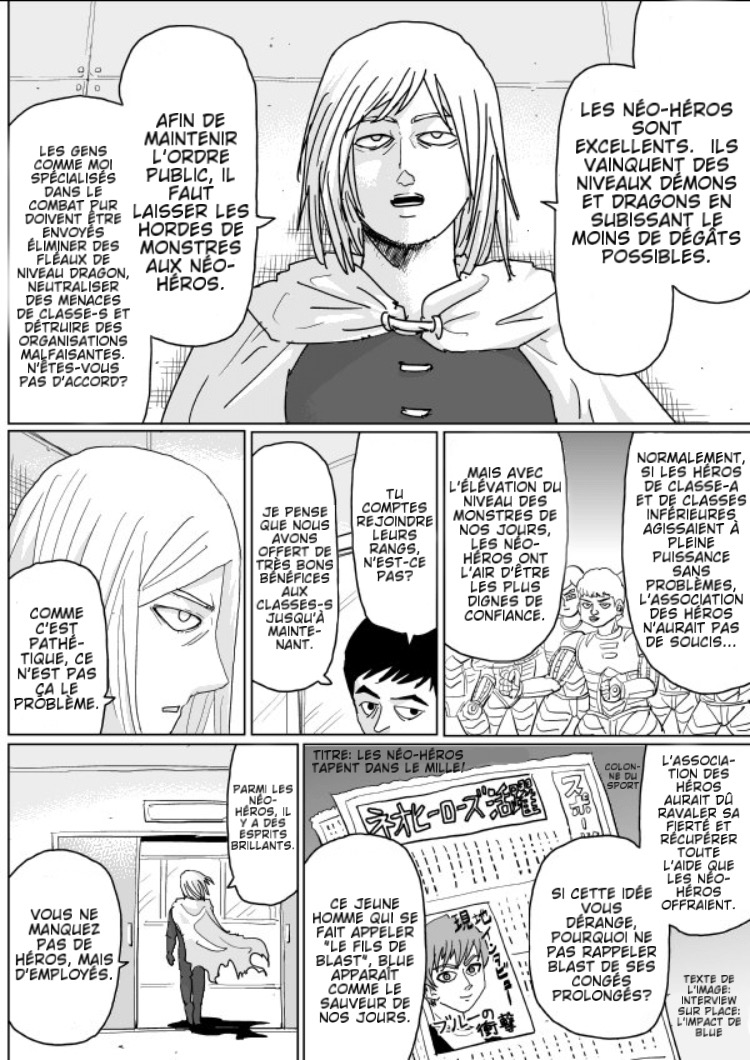 LES NÉO-HÉROS
SONT
EXCELLENTS. ILS
VAINQUENT DES
NIVEAUX DÉMONS
ET DRAGONS EN
SUBISSANT LE
MOINS DE DÉGÂTS
POSSIBLES.
AFIN DE
MAINTENIR
L'ORDRE
PUBLIC, IL
FAUT
LAISSER LES
HORDES DE
MONSTRES
AUX NÉO-
HÉROS.
LES GENS
COMME MOI
SPÉCIALISÉS
DANS LE
COMBAT PUR
DOIVENT ÊTRE
ENVOYÉS
ÉLIMINER DES
FLÉAUX DE
NIVEAU DRAGON,
NEUTRALISER
DES MENACES
DE CLASSE-S ET
DÉTRUIRE DES
ORGANISATIONS
MALFAISANTES.
N'ÊTES-VOUS
PAS D'ACCORD?
NORMALEMENT,
SI LES HÉROS
DE CLASSE-A
ET DE CLASSES
INFÉRIEURES
AGISSAIENT À
PLEINE
PUISSANCE
SANS
PROBLÈMES,
L'ASSOCIATION
DES HÉROS
N'AURAIT PAS
DE SOUCIS...
MAIS AVEC
L'ÉLÉVATION DU
NIVEAU DES
MONSTRES DE
NOS JOURS,
LES NÉO-
HÉROS ONT
L'AIR D'ÊTRE
LES PLUS
DIGNES DE
CONFIANCE.
TU
COMPTES
REJOINDRE
LEURS
RANGS,
N'EST-CE
PAS?
JE PENSE
QUE NOUS
AVONS
OFFERT DE
TRÈS BONS
BÉNÉFICES
AUX
CLASSES-S
JUSQU'À
MAINTE-
NANT.
COMME
C'EST
PATHÉ-
TIQUE, CE
N'EST PAS
ÇA LE
PROBLÈME.
L'ASSOCIA-
TION DES
HÉROS
AURAIT DÛ
RAVALER SA
FIERTÉ ET
RÉCUPÉRER
TOUTE
L'AIDE QUE
LES NÉO-
HÉROS
OFFRAIENT.
SI CETTE IDÉE
VOUS
DÉRANGE,
POURQUOI NE
PAS RAPPELER
BLAST DE SES
CONGÉS
PROLONGÉS?
TITRE: LES NÉO-HÉROS
TAPENT DANS LE MILLE!
COLON-
NE DU
SPORT
スポー
ネオヒーローズ活躍
現地
ブルーの衝撃
TEXTE DE
L'IMAGE:
INTERVIEW
SUR PLACE:
L'IMPACT DE
BLUE
CE JEUNE
HOMME QUI SE
FAIT APPELER
"LE FILS DE
BLAST", BLUE
APPARAÎT
COMME LE
SAUVEUR DE
NOS JOURS.
PARMI LES
NÉO-
HÉROS, IL
Y A DES
ESPRITS
BRILLANTS.
VOUS NE
MANQUEZ
PAS DE
HÉROS, MAIS
D'EMPLOYÉS.